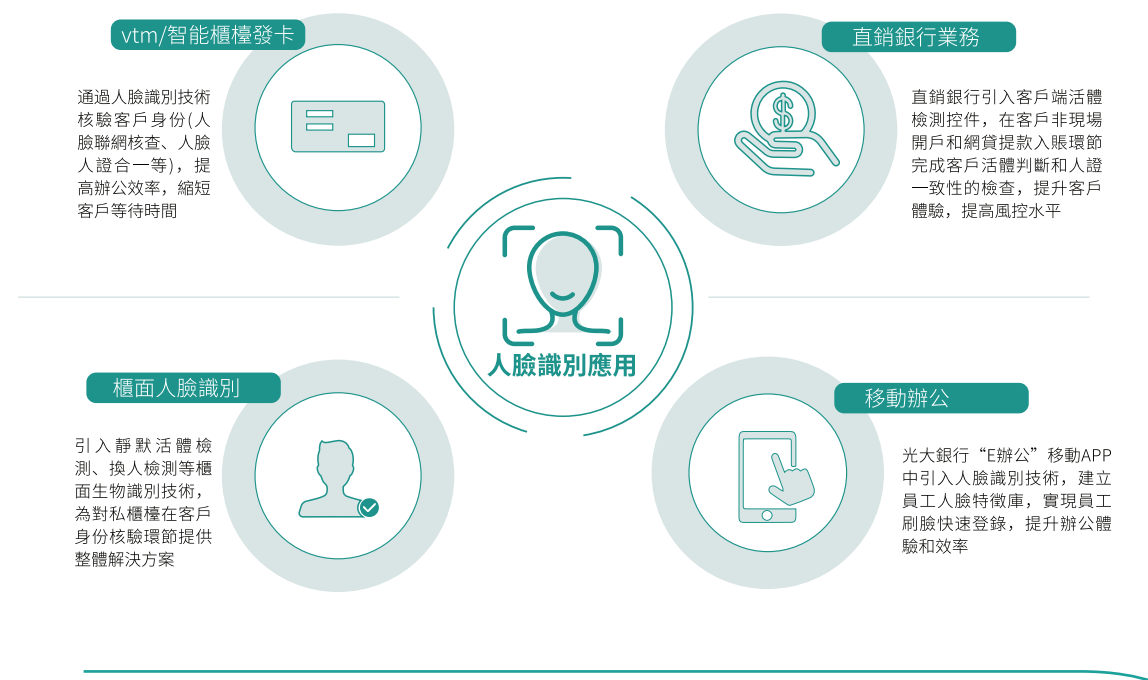 vtm/智能櫃檯發卡
通過人臉識別技術
核驗客戶身份(人
臉聯網核查、人臉
人證合一等)，提
高辦公效率，縮短
客戶等待時間
直銷銀行業務
直銷銀行引入客戶端活體
檢測控件，在客戶非現場
開戶和網貸提款入賬環節
完成客戶活體判斷和人證
一致性的檢查，提升客戶
體驗，提高風控水平
人臉識別應用
櫃面人臉識別
引入靜默活體檢
測、換人檢測等櫃
面生物識別技術，
為對私櫃檯在客戶
身份核驗環節提供
整體解決方案
移動辦公
光大銀行“E辦公”移動APP
中引入人臉識別技術，建立
員工人臉特徵庫，實現員工
刷臉快速登錄，提升辦公體
驗和效率